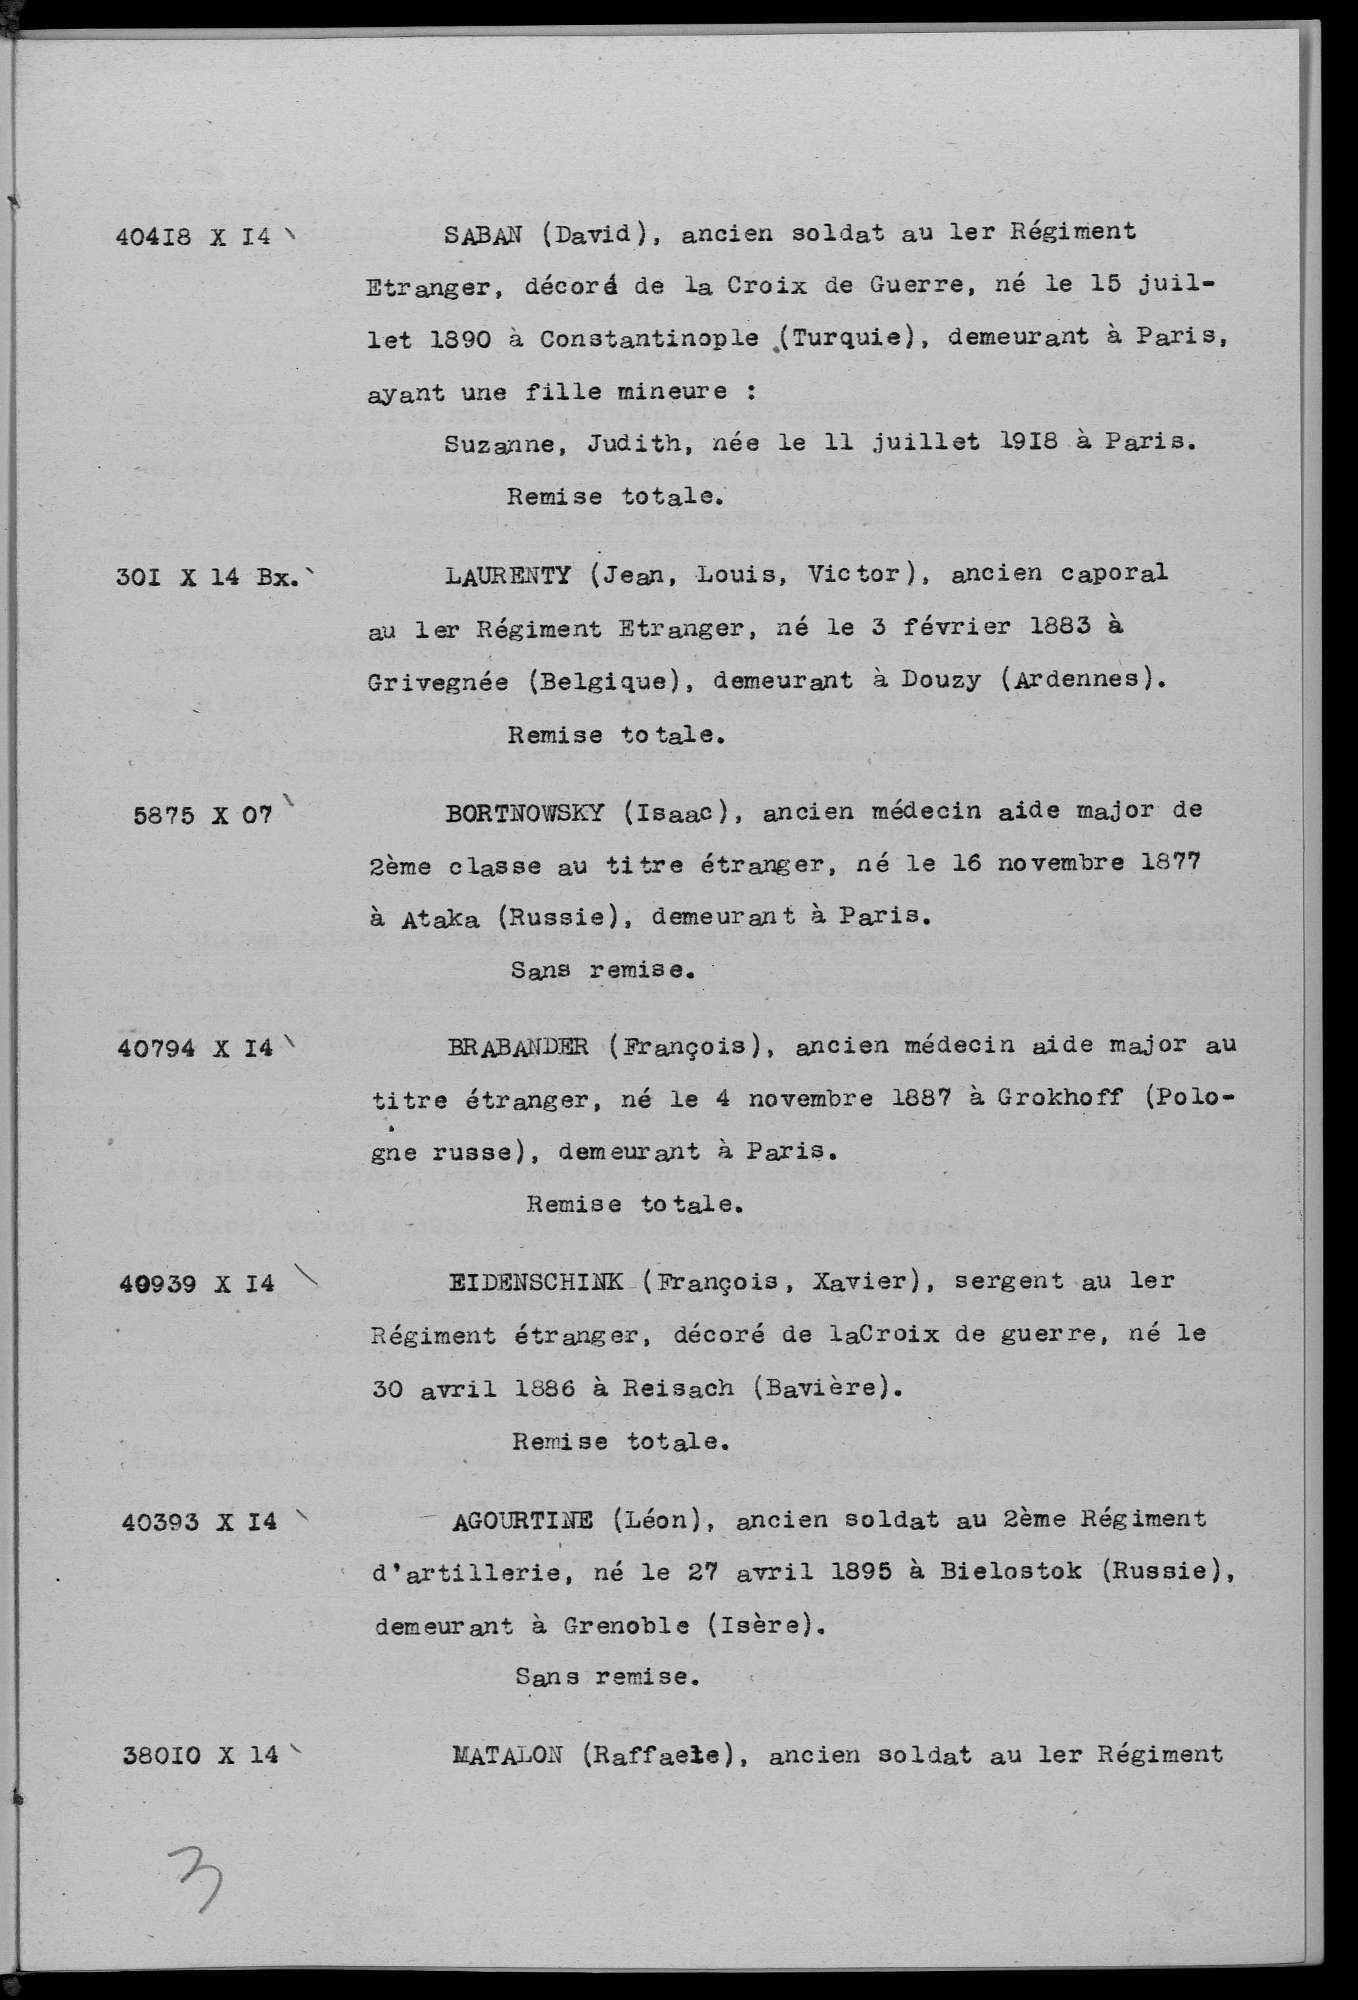 404I8 X I4 SABAN (David), ancien soldat au 1er Régiment
Etranger, décoré de la Croix de Guerre, né le 15 juil-
let 1890 à Constantinople (Turquie), demeurant à Paris,
ayant une fille mineure :
Suzanne, Judith, née le 11 juillet 19I8 à Paris.
Remise totale.
30I X 14 Bx. LAURENTY (Jean, Louis, Victor), ancien caporal
au 1er Régiment Etranger, né le 3 février 1883 à
Grivegnée (Belgique), demeurant à Douzy (Ardennes).
Remise totale.
5875 X 07 BORTNOWSKY (Isaac), ancien médecin aide major de
2ème classe au titre étranger, né le 16 novembre 1877
à Ataka (Russie), demeurant à Paris.
Sans remise.
40794 X I4 BRABANDER (François), ancien médecin aide major au
titre étranger, né le 4 novembre 1887 à Grokhoff (Polo-
gne russe), demeurant à Paris.
Remise totale.
40939 X I4 EIDENSCHINK (François, Xavier), sergent au 1er
Régiment étranger, décoré de laCroix de guerre, né le
30 avril 1886 à Reisach (Bavière).
Remise totale.
40393 X I4 AGOURTINE (Léon), ancien soldat au 2ème Régiment
d'artillerie, né le 27 avril 1895 à Bielostok (Russie),
demeurant à Grenoble (Isère).
Sans remise.
380I0 X 14 MATALON (Raffaele), ancien soldat au 1er Régiment
3